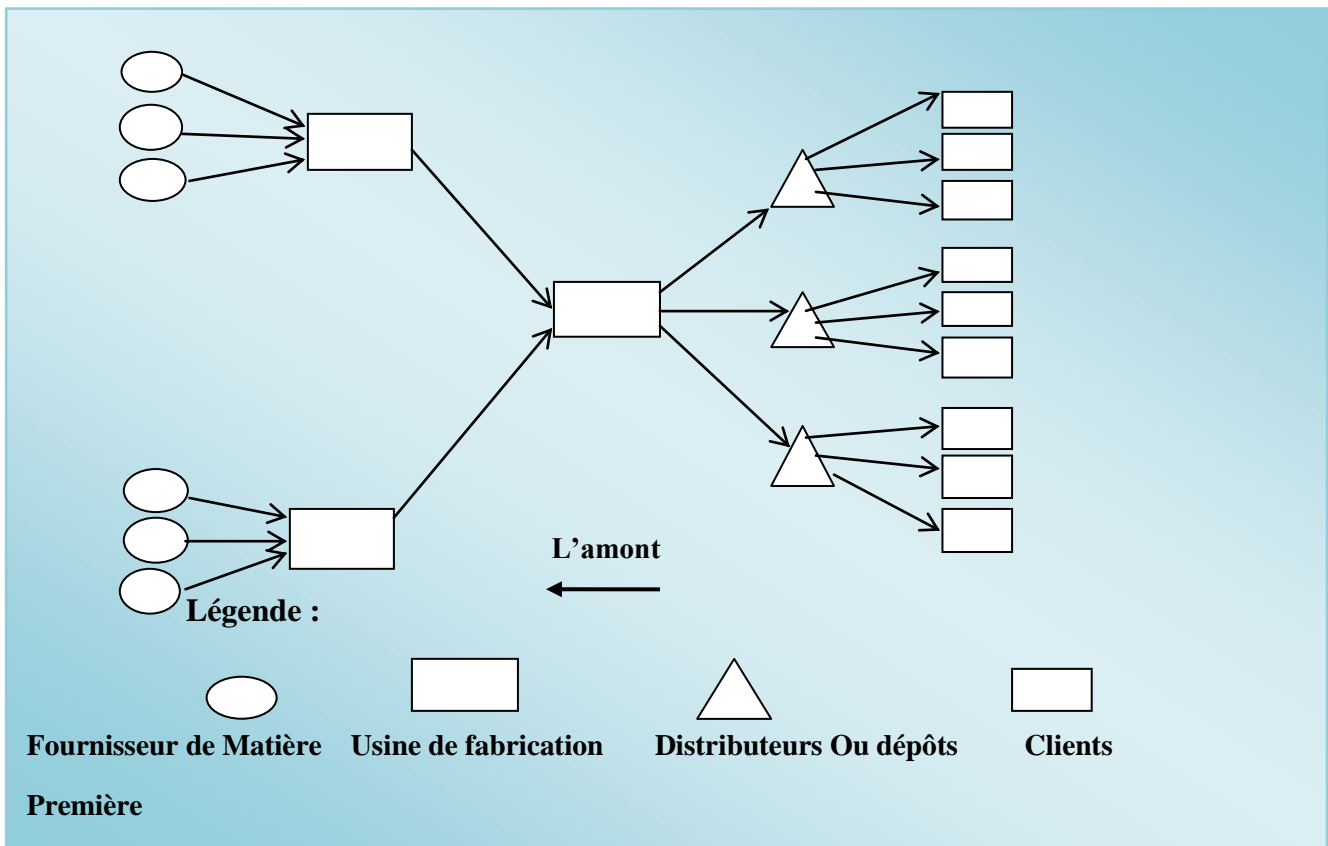 L'amont
Légende :
Fournisseur de Matière Usine de fabrication Distributeurs Ou dépôts Clients
Première